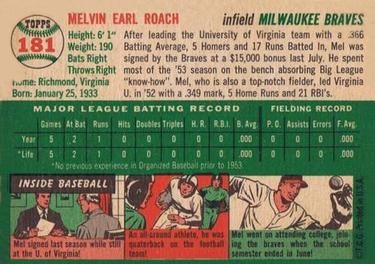 TOPPS
181
MELVIN EARL ROACH
infield MILWAUKEE BRAVES
Height: 6' 1"
Weight: 190
Bats Right
Throws Right
Home: Richmond, Virginia
Born: January 25, 1933
After leading the University of Virginia team with a .366
Batting Average, 5 Homers and 17 Runs Batted In, Mel was
signed by the Braves at a $15,000 bonus last July. He spent
most of the '53 season on the bench absorbing Big League
"know-how". Mel, who is also a top golfer, led Virginia
U. in '52 with a .349 mark, 5 Home Runs and 21 RBI's.
MAJOR LEAGUE BATTING RECORD
FIELDING RECORD
Games At Bat Runs Hits Doubles Triples H. R. R.B.I. B. Avg. P. O. Assists Errors F. Avg.
Year 5 2 1 0 0 0 0 0 .000 0 0 0 .000
*Life 5 2 1 0 0 0 0 0 .000 0 0 0 .000
*No previous experience in Organized Baseball prior to 1953.
INSIDE BASEBALL
Mel signed last season while still
at the U. of Virginia!
An all-around athlete, he was
quaterback on the
football team!
Mel went on attending college, join-
ing the braves when the school
semester ended in June!
©T.C.G. Printed in U.S.A.